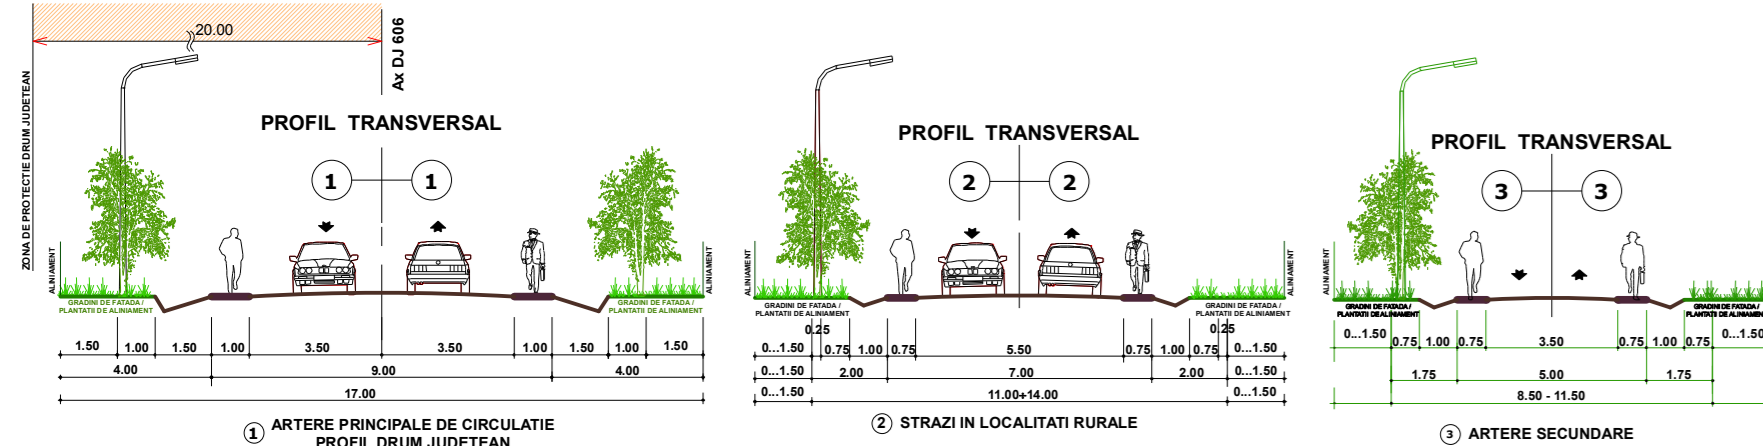 20.00
Ax DJ 606
ZONA DE PROTECTIE DRUM JUDETEAN
PROFIL TRANSVERSAL
1 1
ALINIAMENT
ALINIAMENT
GRADINI DE FATADA /
PLANTATII DE ALINIAMENT
GRADINI DE FATADA /
PLANTATII DE ALINIAMENT
1.50 1.00 1.50 1.00 3.50 3.50 1.00 1.50 1.00 1.50
4.00 9.00 4.00
17.00
1 ARTERE PRINCIPALE DE CIRCULATIE
PROFIL DRUM JUDETEAN
PROFIL TRANSVERSAL
2 2
ALINIAMENT
ALINIAMENT
GRADINI DE FATADA /
PLANTATII DE ALINIAMENT
GRADINI DE FATADA /
PLANTATII DE ALINIAMENT
0.25 0.25
0...1.50 0.75 1.00 0.75 5.50 0.75 1.00 0.75 0...1.50
0...1.50 2.00 7.00 2.00 0...1.50
0...1.50 11.00+14.00 0...1.50
2 STRAZI IN LOCALITATI RURALE
PROFIL TRANSVERSAL
3 3
ALINIAMENT
GRADINI DE FATADA /
PLANTATII DE ALINIAMENT
GRADINI DE FATADA /
PLANTATII DE ALINIAMENT
0...1.50 0.75 1.00 0.75 3.50 0.75 1.00 0.75 0...1.50
1.75 5.00 1.75
8.50 - 11.50
3 ARTERE SECUNDARE